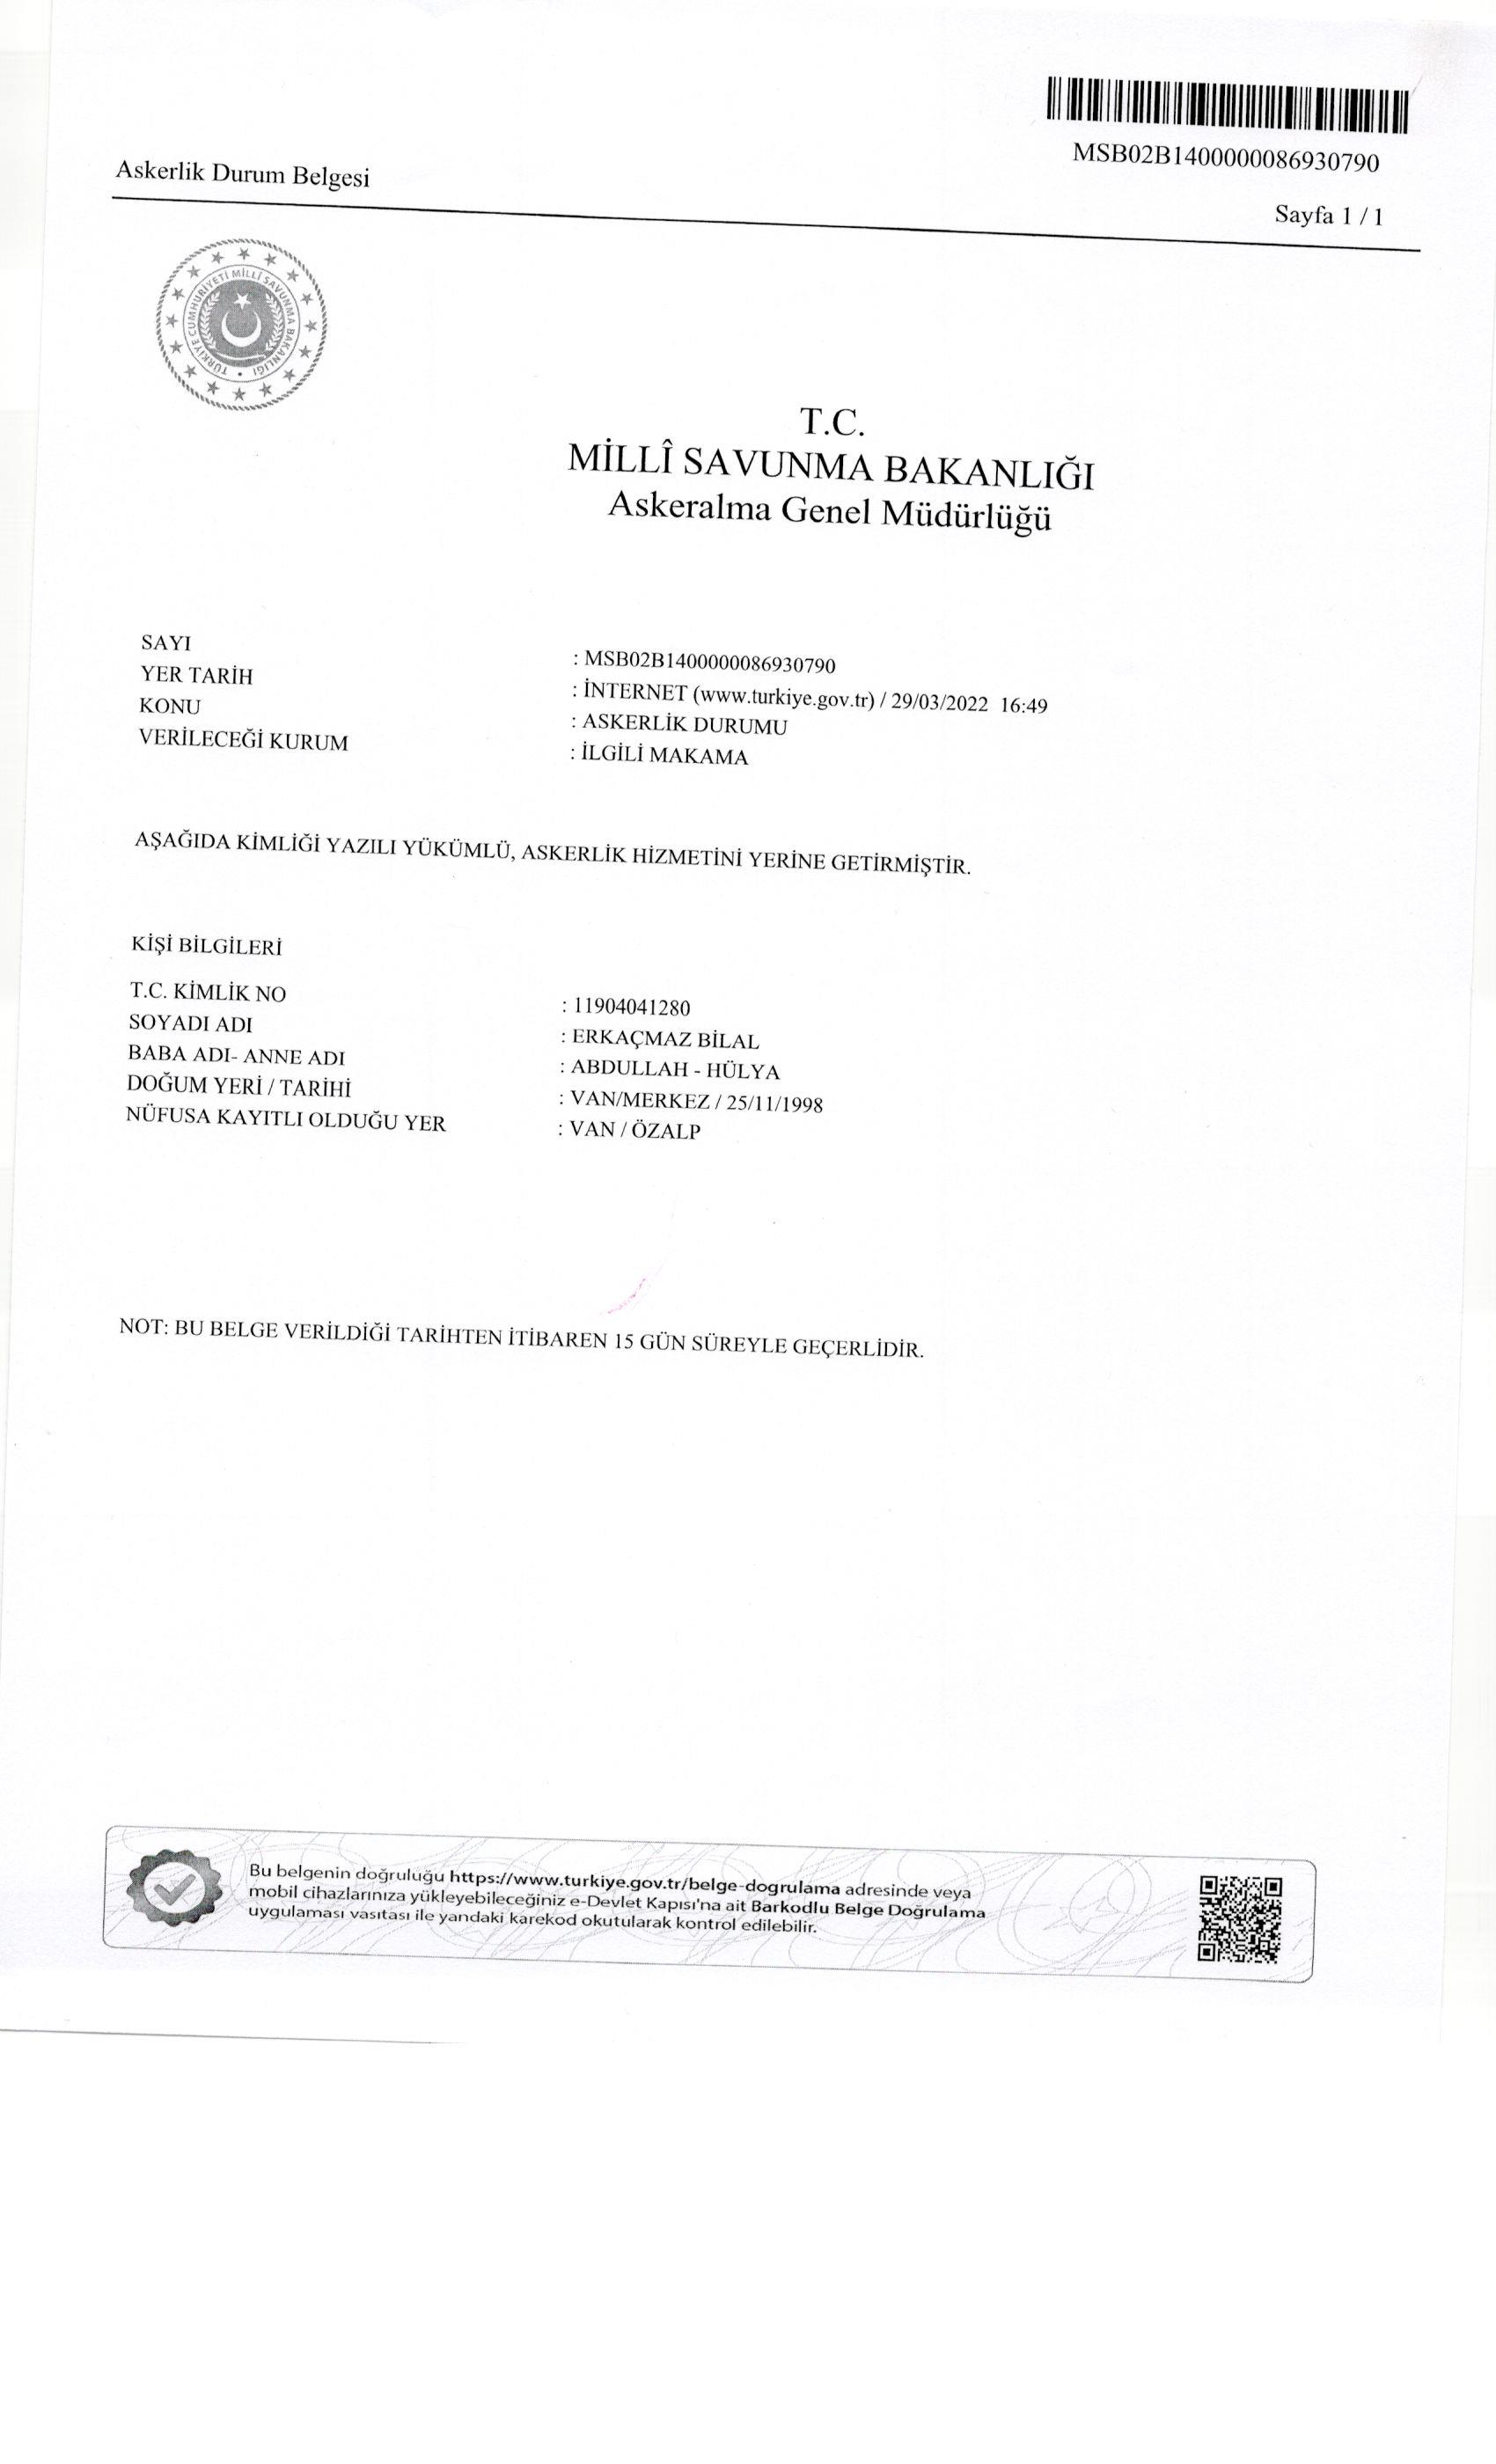 MSB02B1400000086930790
Askerlik Durum Belgesi
Sayfa 1 / 1
TÜRKİYE CUMHURİYETİ MİLLÎ SAVUNMA BAKANLIĞI
T.C.
MİLLÎ SAVUNMA BAKANLIĞI
Askeralma Genel Müdürlüğü
SAYI : MSB02B1400000086930790
YER TARİH : İNTERNET (www.turkiye.gov.tr) / 29/03/2022 16:49
KONU : ASKERLİK DURUMU
VERİLECEĞİ KURUM : İLGİLİ MAKAMA
AŞAĞIDA KİMLİĞİ YAZILI YÜKÜMLÜ, ASKERLİK HİZMETİNİ YERİNE GETİRMİŞTİR.
KİŞİ BİLGİLERİ
T.C. KİMLİK NO : 11904041280
SOYADI ADI : ERKAÇMAZ BİLAL
BABA ADI- ANNE ADI : ABDULLAH - HÜLYA
DOĞUM YERİ / TARİHİ : VAN/MERKEZ / 25/11/1998
NÜFUSA KAYITLI OLDUĞU YER : VAN / ÖZALP
NOT: BU BELGE VERİLDİĞİ TARİHTEN İTİBAREN 15 GÜN SÜREYLE GEÇERLİDİR.
Bu belgenin doğruluğu https://www.turkiye.gov.tr/belge-dogrulama adresinde veya
mobil cihazlarınıza yükleyebileceğiniz e-Devlet Kapısı'na ait Barkodlu Belge Doğrulama
uygulaması vasıtası ile yandaki karekod okutularak kontrol edilebilir.